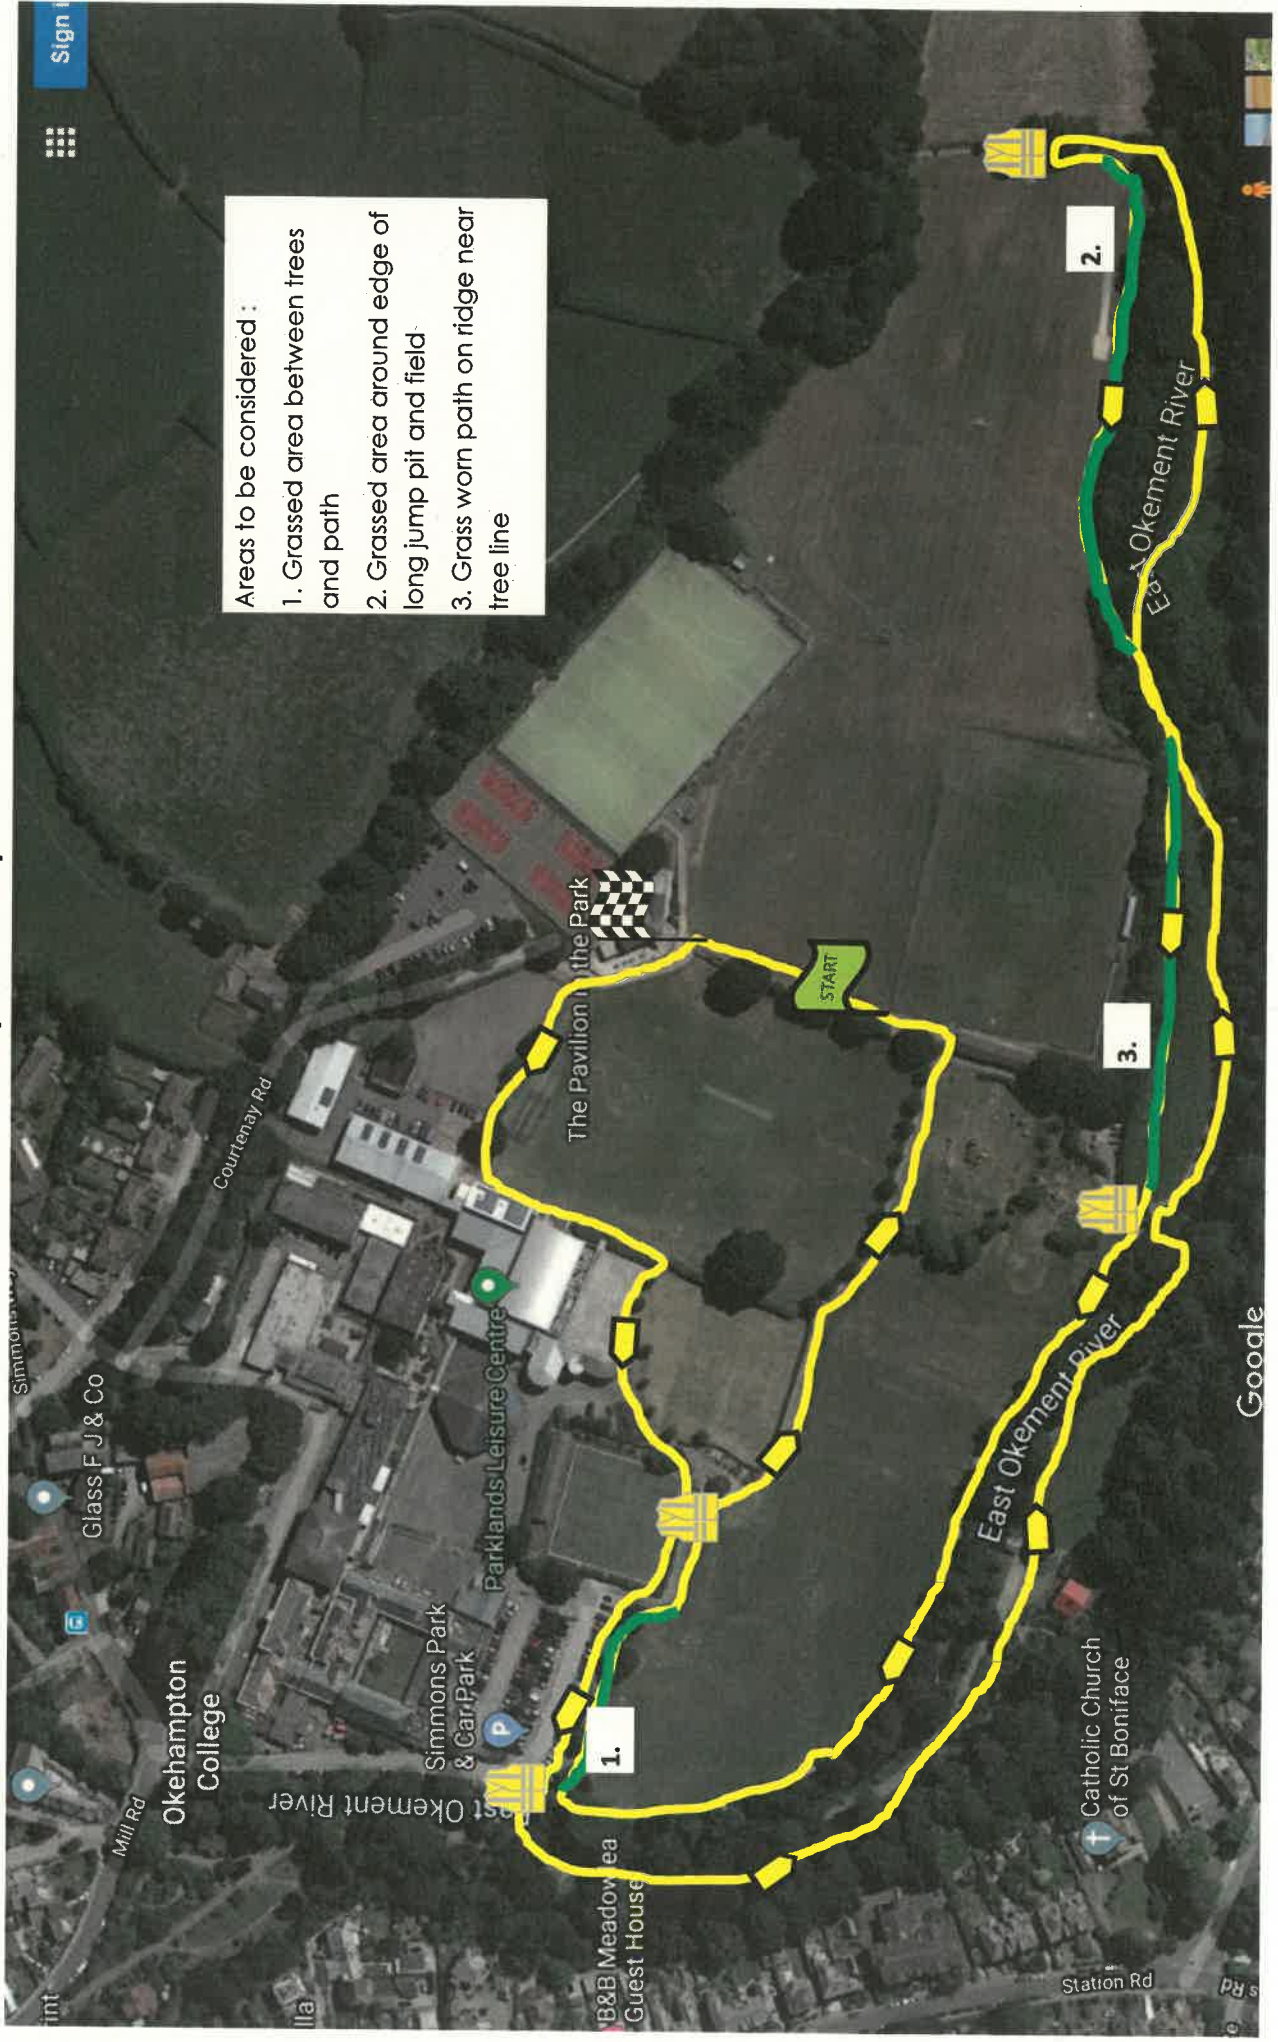 Sign i
Areas to be considered :
1. Grassed area between trees
and path
2. Grassed area around edge of
long jump pit and field
3. Grass worn path on ridge near
tree line
Glass F J & Co
Courtenay Rd
Mill Rd
Okehampton
College
Simmons Park
& Car Park
P
Parklands Leisure Centre
The Pavilion in the Park
START
East Okement River
Okement River
East Okement River
1.
2.
3.
B&B Meadowlea
Guest House
Catholic Church
of St Boniface
Station Rd
s Rd
Google